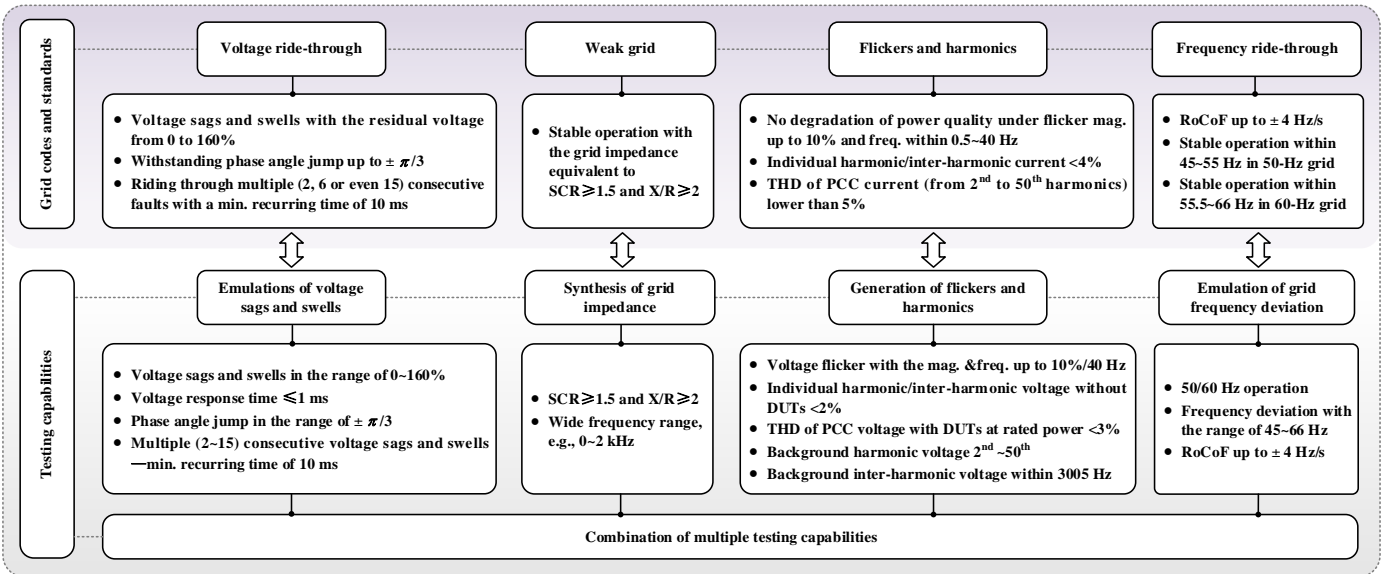 Grid codes and standards
Voltage ride-through
Weak grid
Flickers and harmonics
Frequency ride-through
● Voltage sags and swells with the residual voltage
from 0 to 160%
● Withstanding phase angle jump up to ± π/3
● Riding through multiple (2, 6 or even 15) consecutive
faults with a min. recurring time of 10 ms
● Stable operation with
the grid impedance
equivalent to
SCR⩾1.5 and X/R⩾2
● No degradation of power quality under flicker mag.
up to 10% and freq. within 0.5~40 Hz
● Individual harmonic/inter-harmonic current <4%
● THD of PCC current (from 2nd to 50th harmonics)
lower than 5%
● RoCoF up to ± 4 Hz/s
● Stable operation within
45~55 Hz in 50-Hz grid
● Stable operation within
55.5~66 Hz in 60-Hz grid
Testing capabilities
Emulations of voltage
sags and swells
Synthesis of grid
impedance
Generation of flickers and
harmonics
Emulation of grid
frequency deviation
● Voltage sags and swells in the range of 0~160%
● Voltage response time ⩽1 ms
● Phase angle jump in the range of ± π/3
● Multiple (2~15) consecutive voltage sags and swells
—min. recurring time of 10 ms
● SCR⩾1.5 and X/R⩾2
● Wide frequency range,
e.g., 0~2 kHz
● Voltage flicker with the mag. &freq. up to 10%/40 Hz
● Individual harmonic/inter-harmonic voltage without
DUTs <2%
● THD of PCC voltage with DUTs at rated power <3%
● Background harmonic voltage 2nd ~50th
● Background inter-harmonic voltage within 3005 Hz
● 50/60 Hz operation
● Frequency deviation with
the range of 45~66 Hz
● RoCoF up to ± 4 Hz/s
Combination of multiple testing capabilities